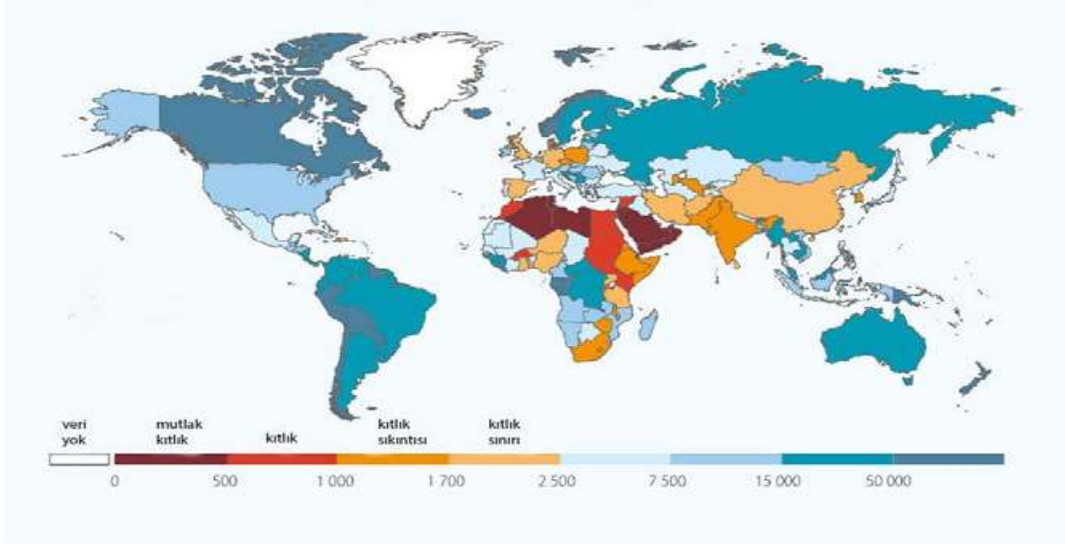 veri yok
mutlak kıtlık
kıtlık
kıtlık sıkıntısı
kıtlık sınırı
0 500 1 000 1 700 2 500 7 500 15 000 50 000